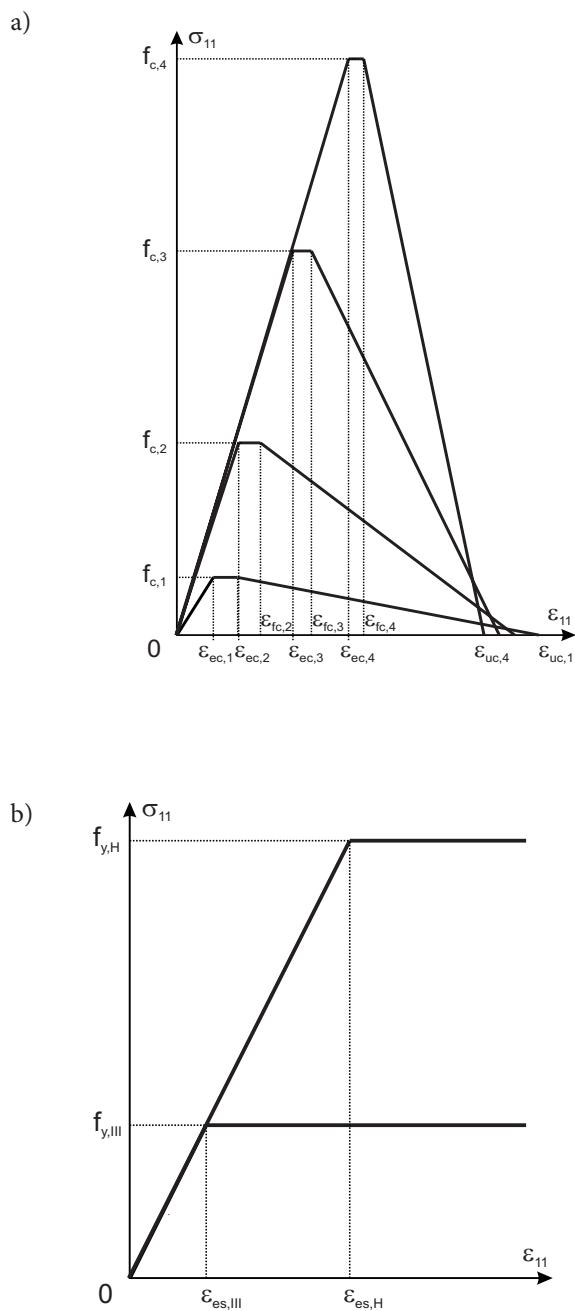 a)
σ11
fc,4
fc,3
fc,2
fc,1
εfc,2 εfc,3 εfc,4 ε11
0 εec,1 εec,2 εec,3 εec,4 εuc,4 εuc,1
b)
σ11
fy,H
fy,III
ε11
0 εes,III εes,H